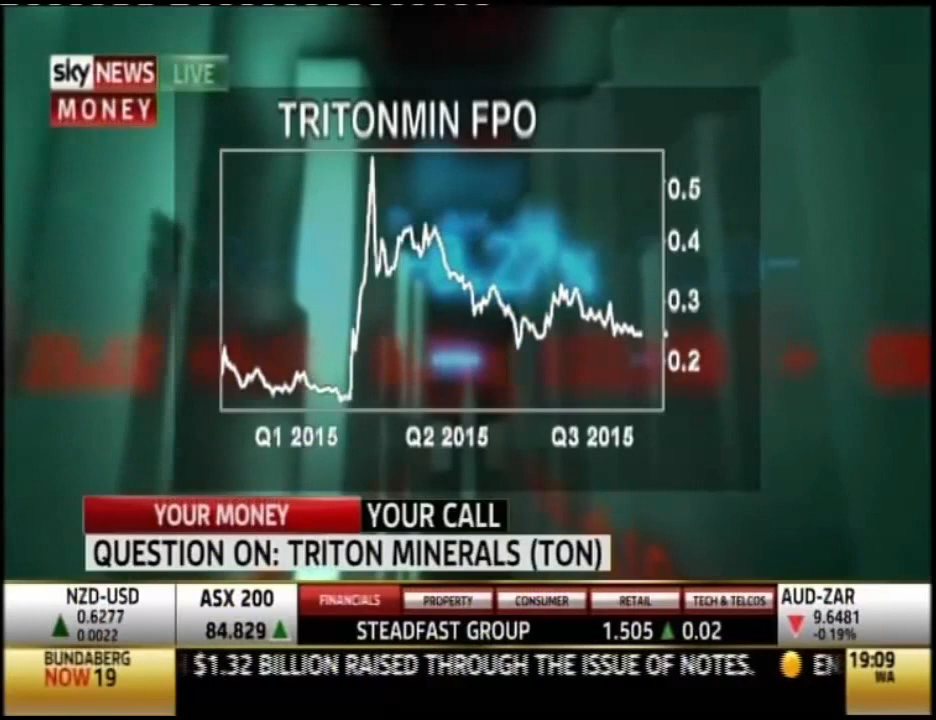 sky NEWS LIVE
MONEY
TRITONMIN FPO
0.5
0.4
0.3
0.2
Q1 2015 Q2 2015 Q3 2015
YOUR MONEY YOUR CALL
QUESTION ON: TRITON MINERALS (TON)
NZD-USD
0.6277
0.0022
ASX 200
84.829
FINANCIALS PROPERTY CONSUMER RETAIL TECH & TELCOS
STEADFAST GROUP 1.505 0.02
AUD-ZAR
9.6481
-0.19%
BUNDABERG
NOW 19
$1.32 BILLION RAISED THROUGH THE ISSUE OF NOTES.
19:09
WA